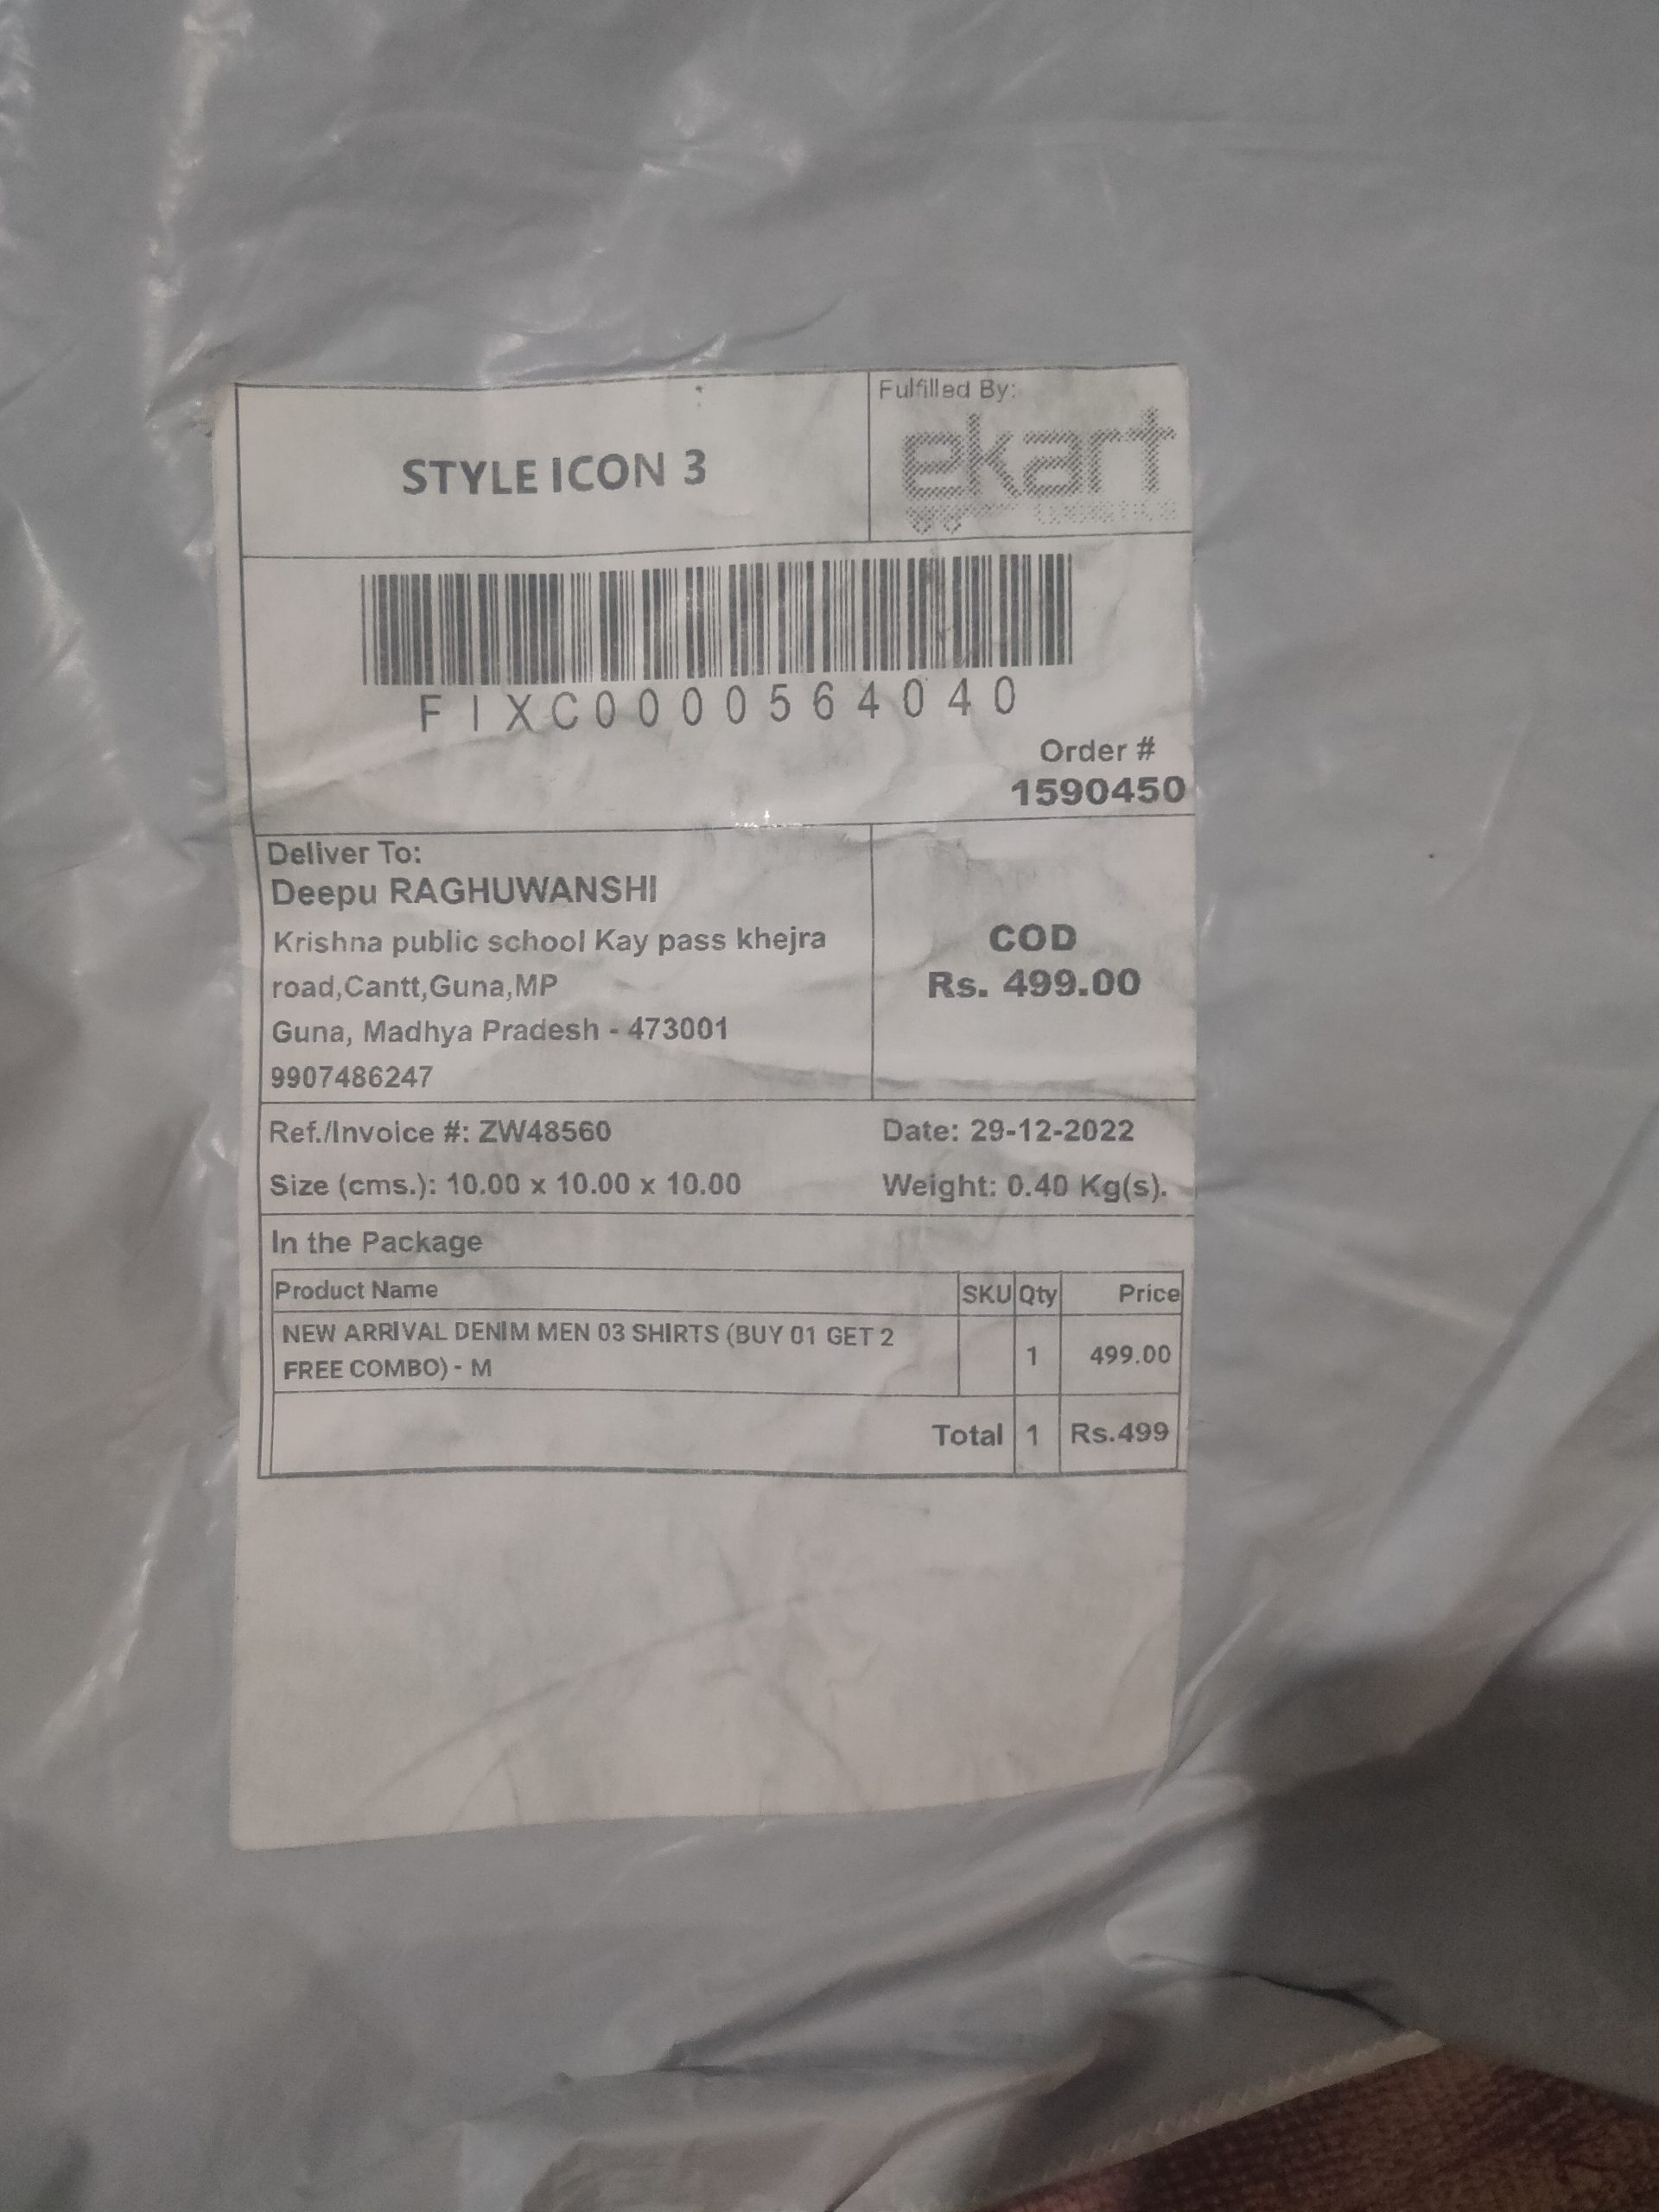 STYLE ICON 3
Fulfilled By:
ekart
FIXC0000564040
Order #
1590450
Deliver To:
Deepu RAGHUWANSHI
Krishna public school Kay pass khejra
road,Cantt,Guna,MP
Guna, Madhya Pradesh - 473001
9907486247
COD
Rs. 499.00
Ref./Invoice #: ZW48560 Date: 29-12-2022
Size (cms.): 10.00 x 10.00 x 10.00 Weight: 0.40 Kg(s).
In the Package
Product Name SKU Qty Price
NEW ARRIVAL DENIM MEN 03 SHIRTS (BUY 01 GET 2
FREE COMBO) - M 1 499.00
Total 1 Rs.499